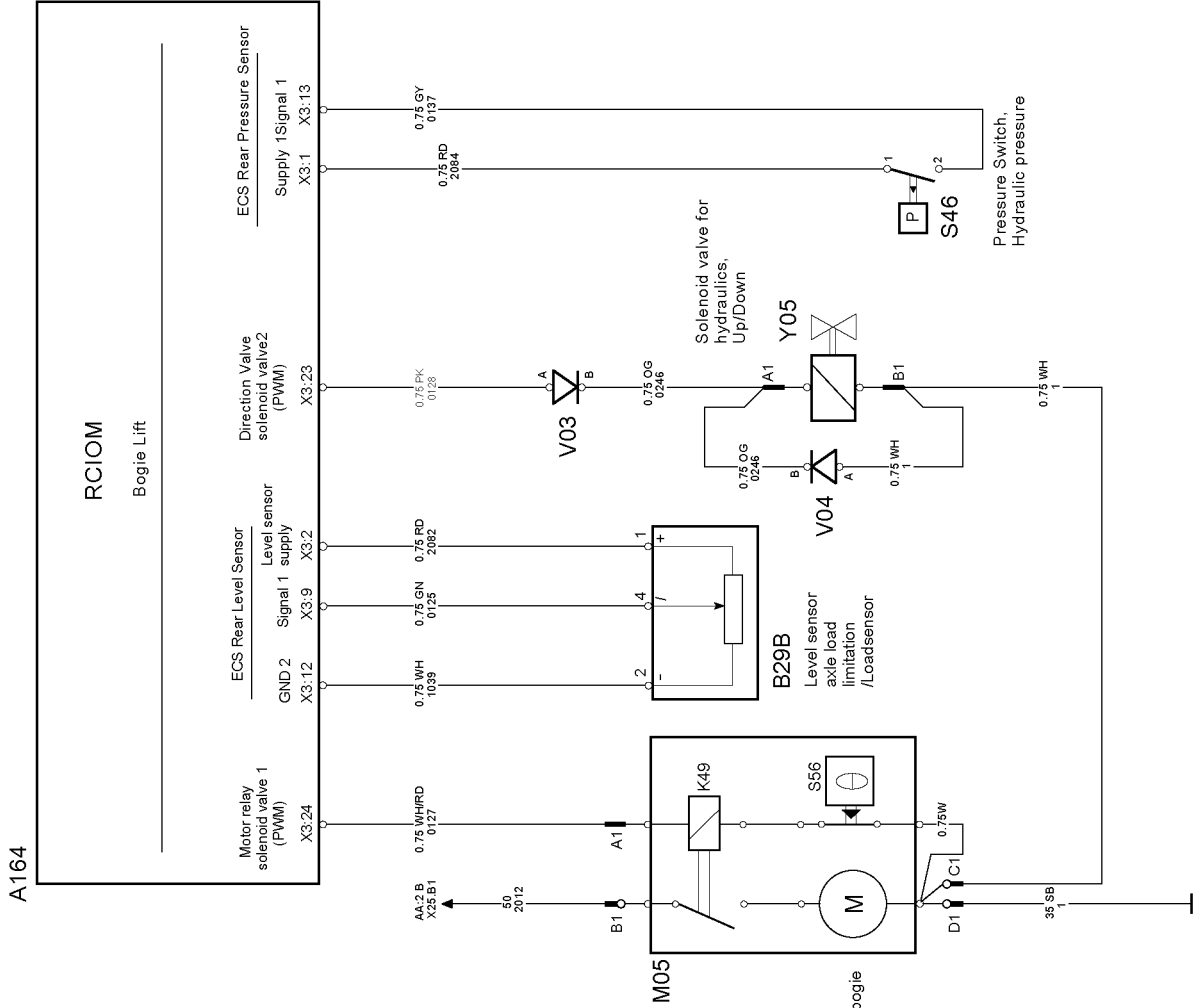 A164
RCIOM
Bogie Lift
ECS Rear Pressure Sensor
Supply 1
Signal 1
X3:1
X3:13
Direction Valve
solenoid valve2
(PWM)
X3:23
ECS Rear Level Sensor
GND 2
Signal 1
Level sensor
supply
X3:12
X3:9
X3:2
Motor relay
solenoid valve 1
(PWM)
X3:24
0.75 GY
0137
0.75 RD
2084
0.75 PK
0128
0.75 RD
2082
0.75 GN
0125
0.75 WH
1039
0.75 WH/RD
0127
AA:2 B
X25:B1
50
2012
1
2
P
S46
Pressure Switch,
Hydraulic pressure
A
B
V03
0.75 OG
0246
Solenoid valve for
hydraulics,
Up/Down
Y05
A1
B1
0.75 WH
1
0.75 OG
0246
B
A
0.75 WH
1
V04
2
4
1
-
/
+
B29B
Level sensor
axle load
limitation
/Loadsensor
A1
B1
K49
S56
M
M05
0.75W
C1
D1
35 SB
1
ogie